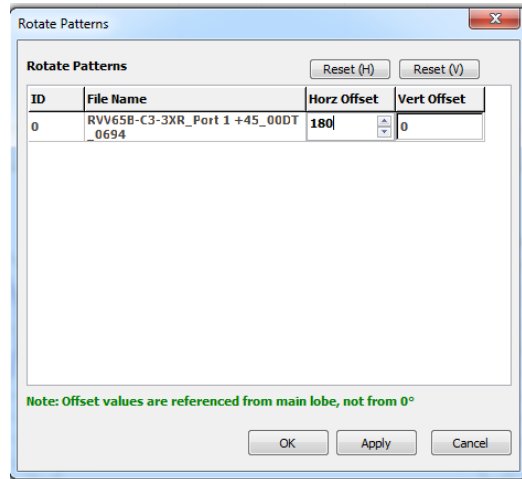 Rotate Patterns
Rotate Patterns Reset (H) Reset (V)
ID File Name Horz Offset Vert Offset
0 RVV65B-C3-3XR_Port 1 +45_00DT 180 0
_0694
Note: Offset values are referenced from main lobe, not from 0°
OK Apply Cancel